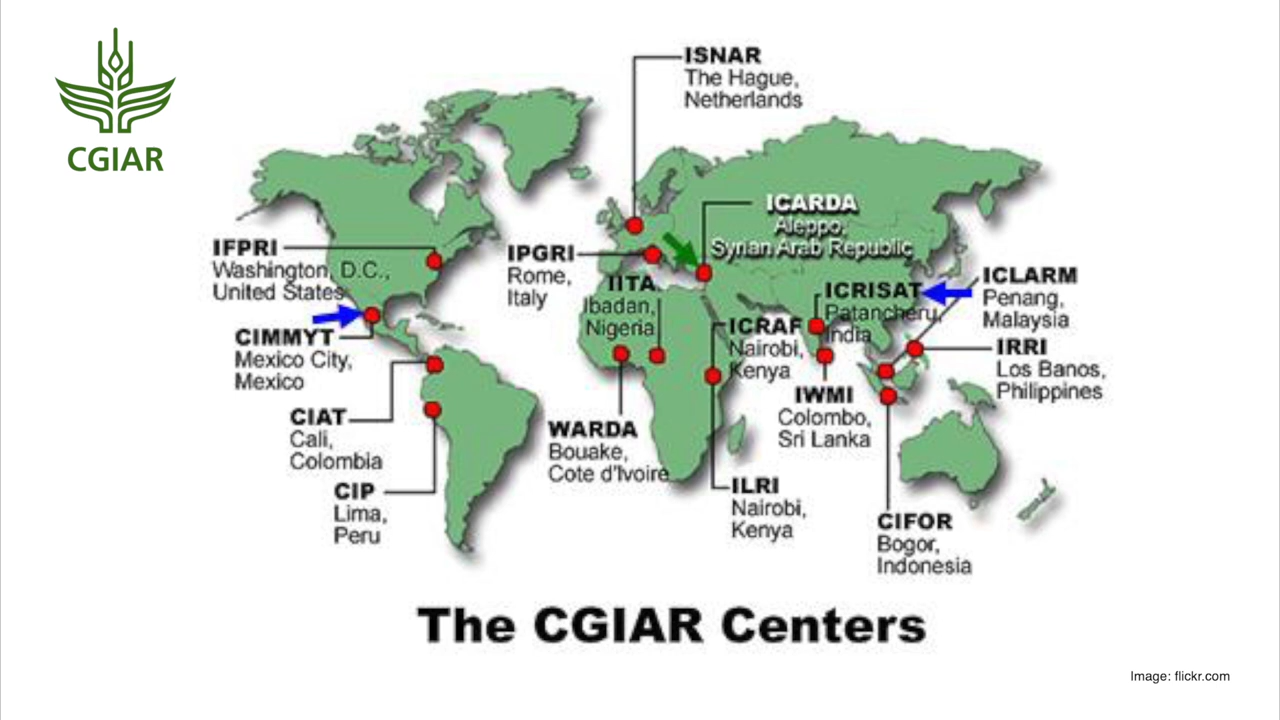 CGIAR
ISNAR
The Hague,
Netherlands
ICARDA
Aleppo,
Syrian Arab Republic
IFPRI
Washington, D.C.,
United States
IPGRI
Rome,
Italy
IITA
Ibadan,
Nigeria
ICLARM
Penang,
Malaysia
ICRISAT
Patancheru,
India
CIMMYT
Mexico City,
Mexico
ICRAF
Nairobi,
Kenya
IRRI
Los Banos,
Philippines
IWMI
Colombo,
Sri Lanka
CIAT
Cali,
Colombia
WARDA
Bouake,
Cote d'Ivoire
CIP
Lima,
Peru
ILRI
Nairobi,
Kenya
CIFOR
Bogor,
Indonesia
The CGIAR Centers
Image: flickr.com